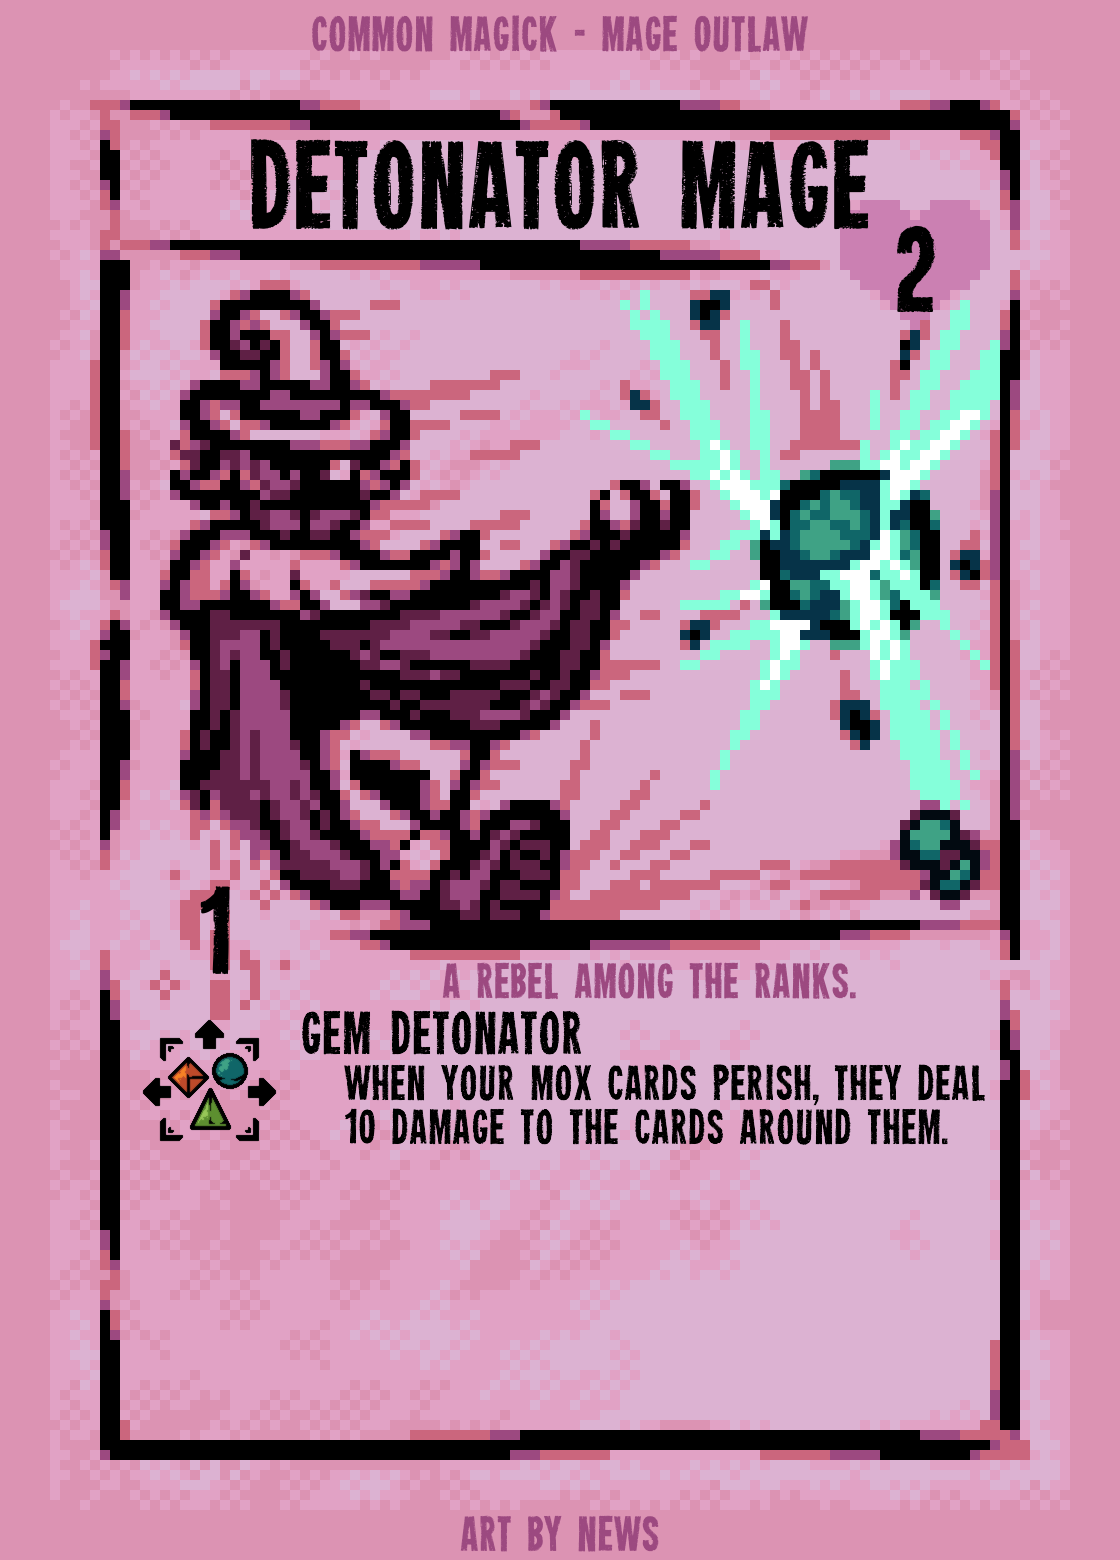 COMMON MAGICK - MAGE OUTLAW
DETONATOR MAGE
2
1
A REBEL AMONG THE RANKS.
GEM DETONATOR
WHEN YOUR MOX CARDS PERISH, THEY DEAL
10 DAMAGE TO THE CARDS AROUND THEM.
ART BY NEWS